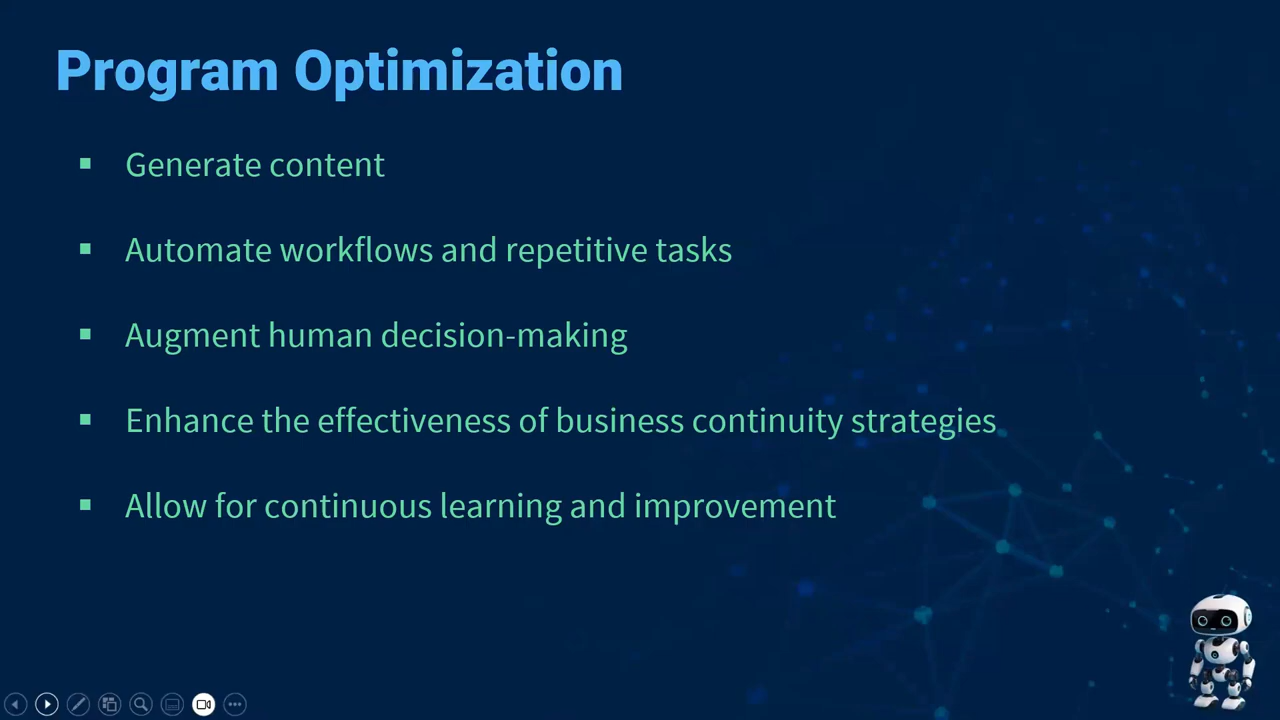 Program Optimization
Generate content
Automate workflows and repetitive tasks
Augment human decision-making
Enhance the effectiveness of business continuity strategies
Allow for continuous learning and improvement